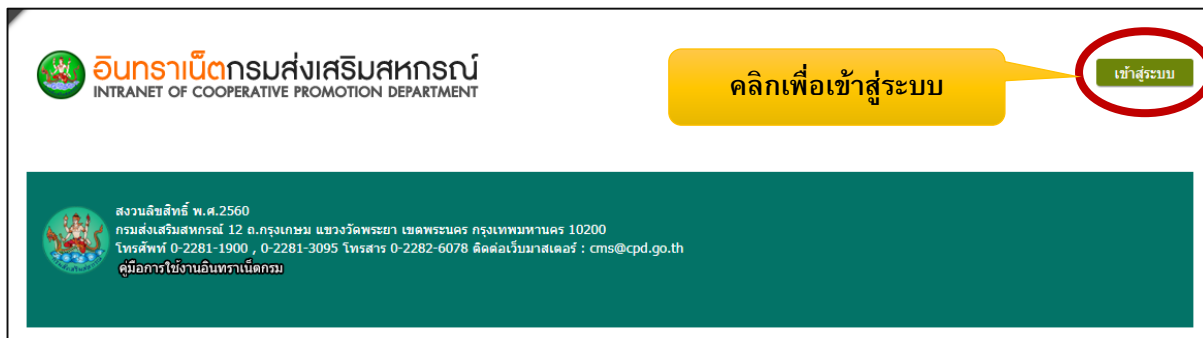 อินทราเน็ตกรมส่งเสริมสหกรณ์
INTRANET OF COOPERATIVE PROMOTION DEPARTMENT
คลิกเพื่อเข้าสู่ระบบ
เข้าสู่ระบบ
สงวนลิขสิทธิ์ พ.ศ.2560
กรมส่งเสริมสหกรณ์ 12 ถ.กรุงเกษม แขวงวัดพระยา เขตพระนคร กรุงเทพมหานคร 10200
โทรศัพท์ 0-2281-1900 , 0-2281-3095 โทรสาร 0-2282-6078 ติดต่อเว็บมาสเตอร์ : cms@cpd.go.th
คู่มือการใช้งานอินทราเน็ตกรม